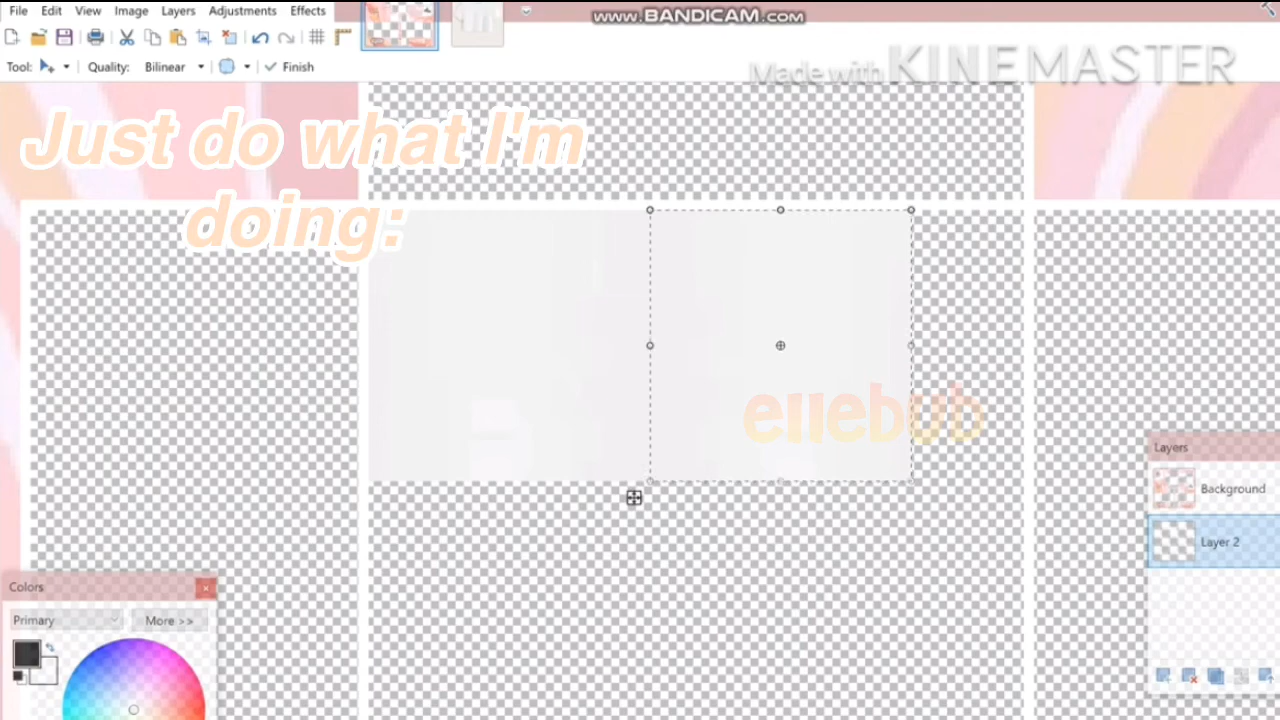 File Edit View Image Layers Adjustments Effects
www.BANDICAM.com
Tool: Quality: Bilinear Finish
Made with KINEMASTER
Just do what I'm
doing:
ellebub
Layers
Background
Layer 2
Colors
Primary More >>